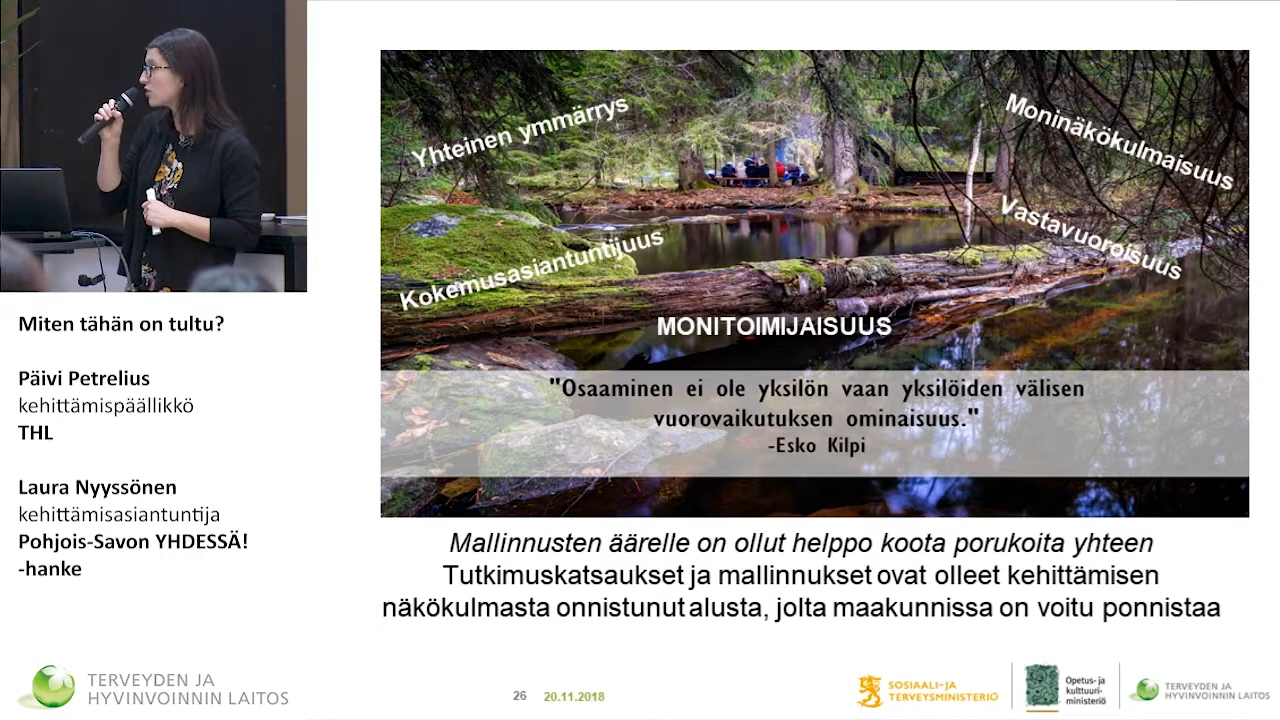 Miten tähän on tultu?
Päivi Petrelius
kehittämispäällikkö
THL
Laura Nyyssönen
kehittämisasiantuntija
Pohjois-Savon YHDESSÄ!
-hanke
TERVEYDEN JA
HYVINVOINNIN LAITOS
Yhteinen ymmärrys
Moninäkökulmaisuus
Kokemusasiantuntijuus
Vastavuoroisuus
MONITOIMIJAISUUS
"Osaaminen ei ole yksilön vaan yksilöiden välisen
vuorovaikutuksen ominaisuus."
-Esko Kilpi
Mallinnusten äärelle on ollut helppo koota porukoita yhteen
Tutkimuskatsaukset ja mallinnukset ovat olleet kehittämisen
näkökulmasta onnistunut alusta, jolta maakunnissa on voitu ponnistaa
26 20.11.2018
SOSIAALI- JA
TERVEYSMINISTERIÖ
Opetus- ja
kulttuuri-
ministeriö
TERVEYDEN JA
HYVINVOINNIN LAITOS